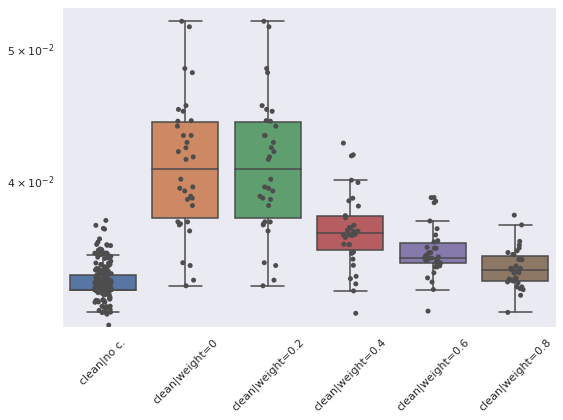 5 × 10⁻²
4 × 10⁻²
clean|no c.
clean|weight=0
clean|weight=0.2
clean|weight=0.4
clean|weight=0.6
clean|weight=0.8